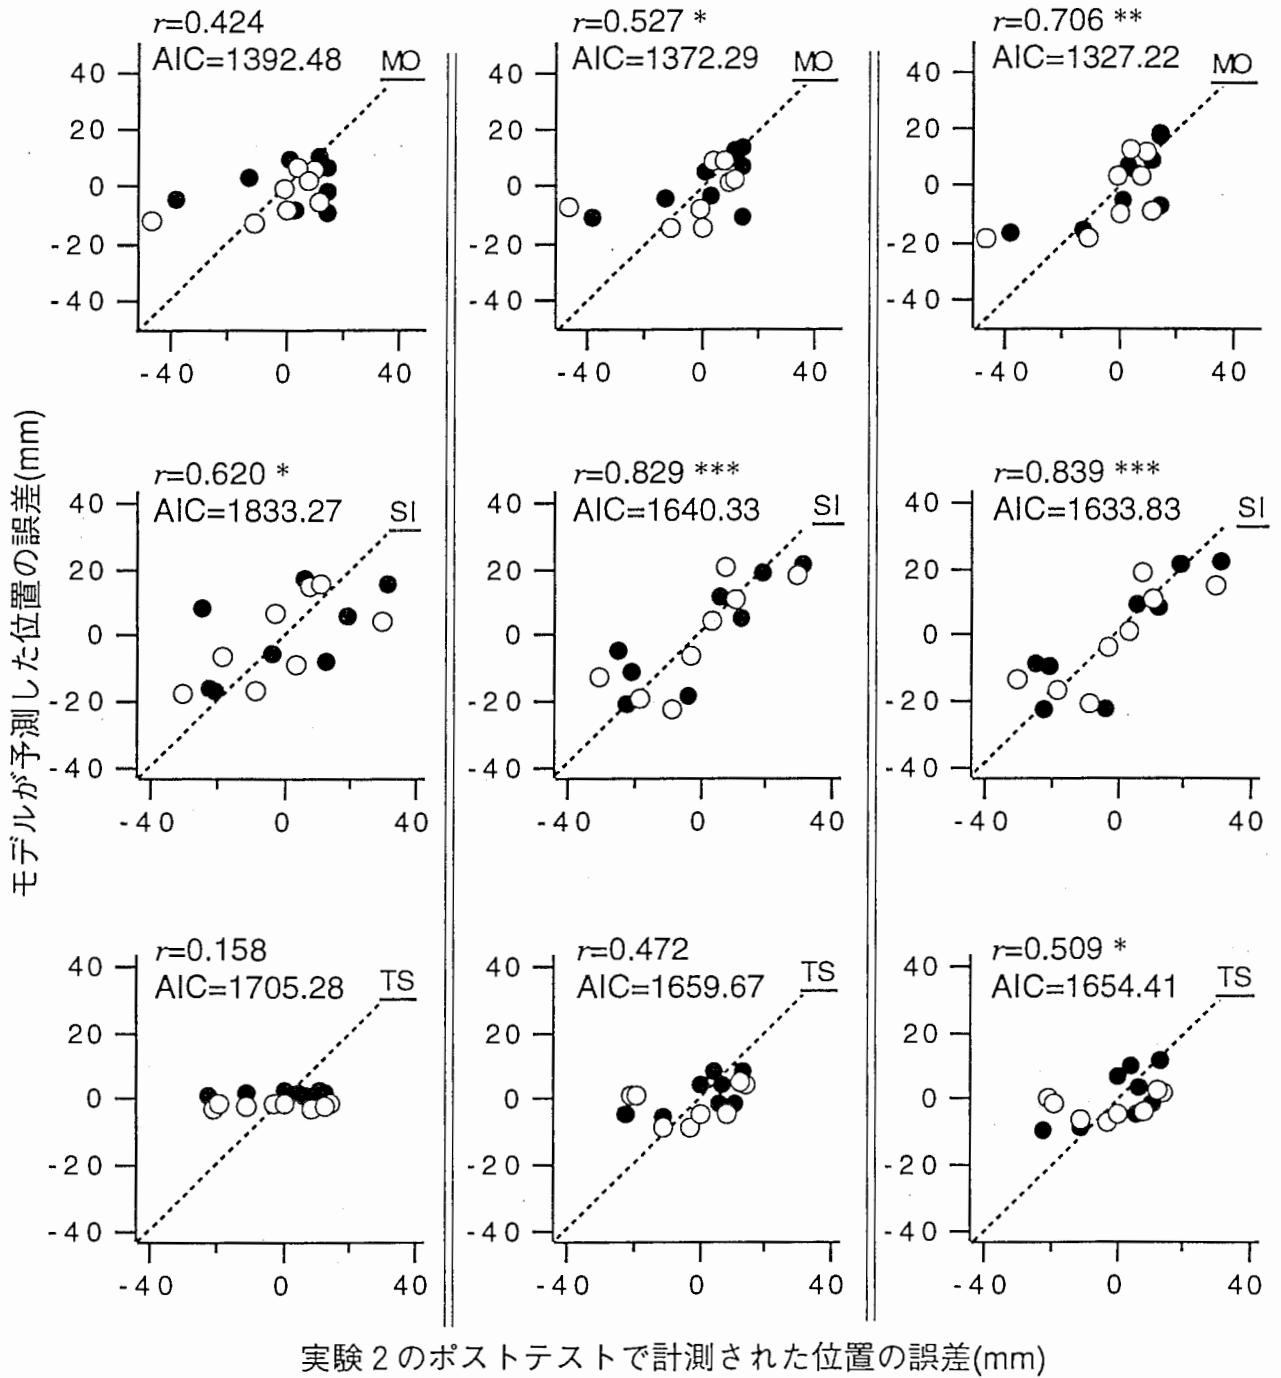 r=0.424
AIC=1392.48
MO
40
20
0
-20
-40
-40 0 40
r=0.527 *
AIC=1372.29
MO
40
20
0
-20
-40
-40 0 40
r=0.706 **
AIC=1327.22
MO
40
20
0
-20
-40
-40 0 40
モデルが予測した位置の誤差(mm)
r=0.620 *
AIC=1833.27
SI
40
20
0
-20
-40
-40 0 40
r=0.829 ***
AIC=1640.33
SI
40
20
0
-20
-40
-40 0 40
r=0.839 ***
AIC=1633.83
SI
40
20
0
-20
-40
-40 0 40
r=0.158
AIC=1705.28
TS
40
20
0
-20
-40
-40 0 40
r=0.472
AIC=1659.67
TS
40
20
0
-20
-40
-40 0 40
r=0.509 *
AIC=1654.41
TS
40
20
0
-20
-40
-40 0 40
実験2のポストテストで計測された位置の誤差(mm)